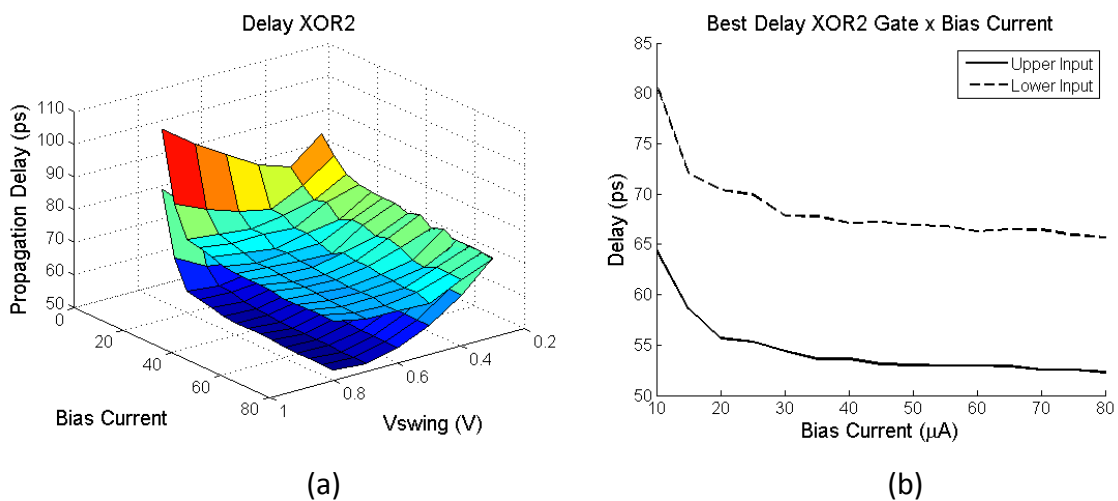 Delay XOR2
Propagation Delay (ps)
110
100
90
80
70
60
50
0
20
40
60
80
Bias Current
1
0.8
0.6
0.4
0.2
Vswing (V)
(a)
Best Delay XOR2 Gate x Bias Current
Upper Input
Lower Input
Delay (ps)
85
80
75
70
65
60
55
50
10 20 30 40 50 60 70 80
Bias Current (μA)
(b)